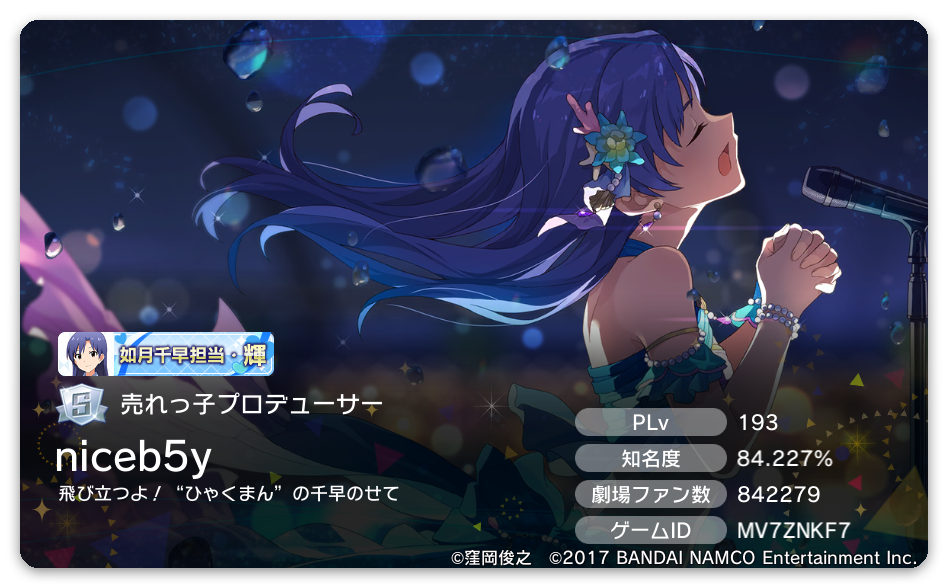 如月千早担当・輝
S 売れっ子プロデューサー
niceb5y
飛び立つよ！“ひゃくまん”の千早のせて
PLv 193
知名度 84.227%
劇場ファン数 842279
ゲームID MV7ZNKF7
©窪岡俊之 ©2017 BANDAI NAMCO Entertainment Inc.